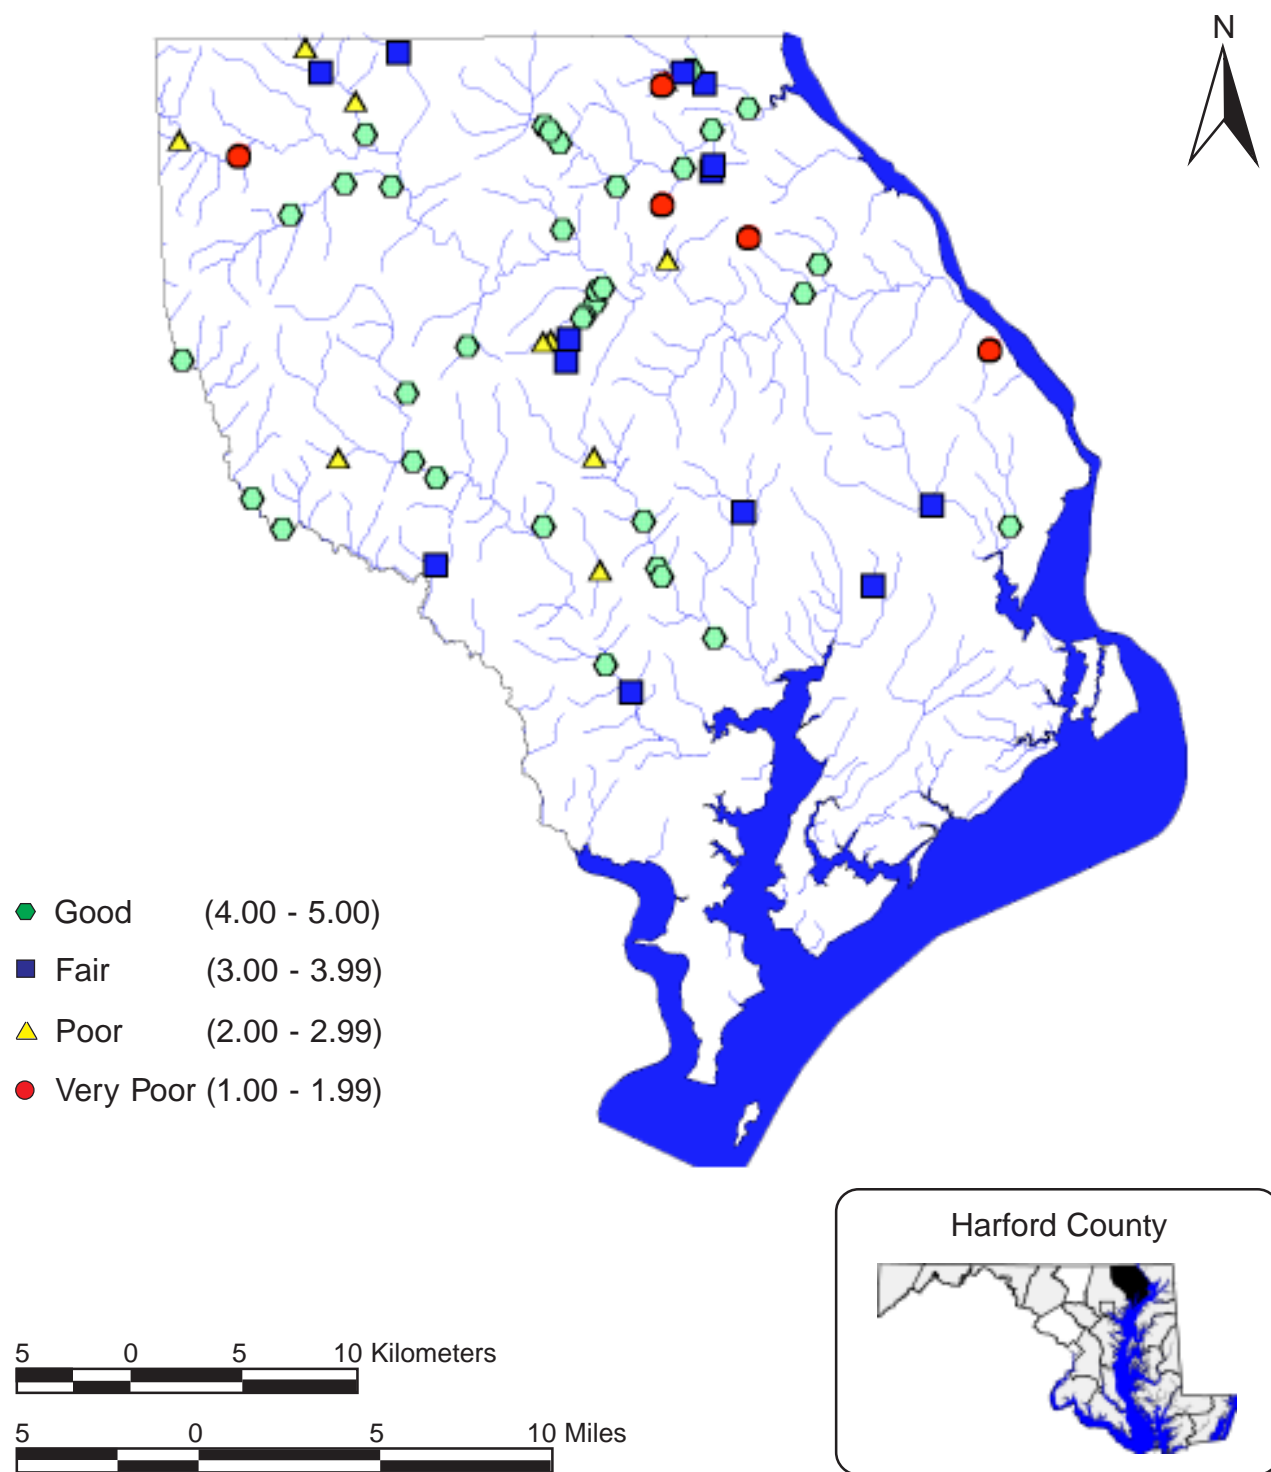 N
Good (4.00 - 5.00)
Fair (3.00 - 3.99)
Poor (2.00 - 2.99)
Very Poor (1.00 - 1.99)
Harford County
5 0 5 10 Kilometers
5 0 5 10 Miles